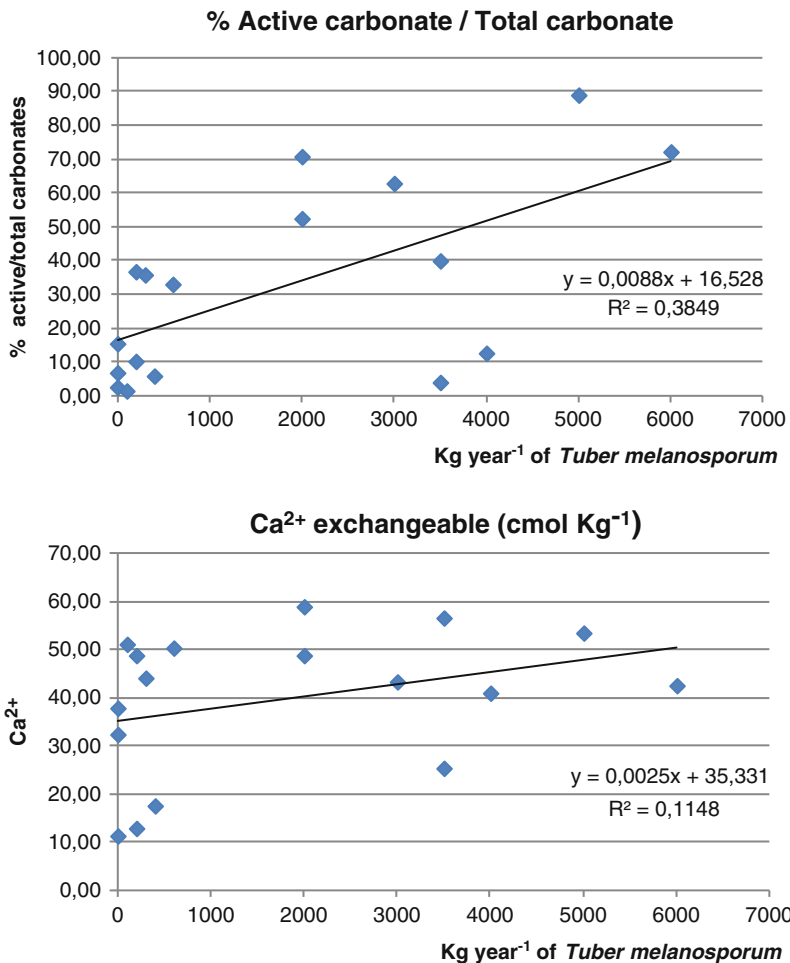 % Active carbonate / Total carbonate
100,00
90,00
80,00
70,00
60,00
50,00
40,00
30,00
20,00
10,00
0,00
% active/total carbonates
y = 0,0088x + 16,528
R² = 0,3849
0 1000 2000 3000 4000 5000 6000 7000
Kg year⁻¹ of Tuber melanosporum
Ca²⁺ exchangeable (cmol Kg⁻¹)
70,00
60,00
50,00
40,00
30,00
20,00
10,00
0,00
Ca²⁺
y = 0,0025x + 35,331
R² = 0,1148
0 1000 2000 3000 4000 5000 6000 7000
Kg year⁻¹ of Tuber melanosporum